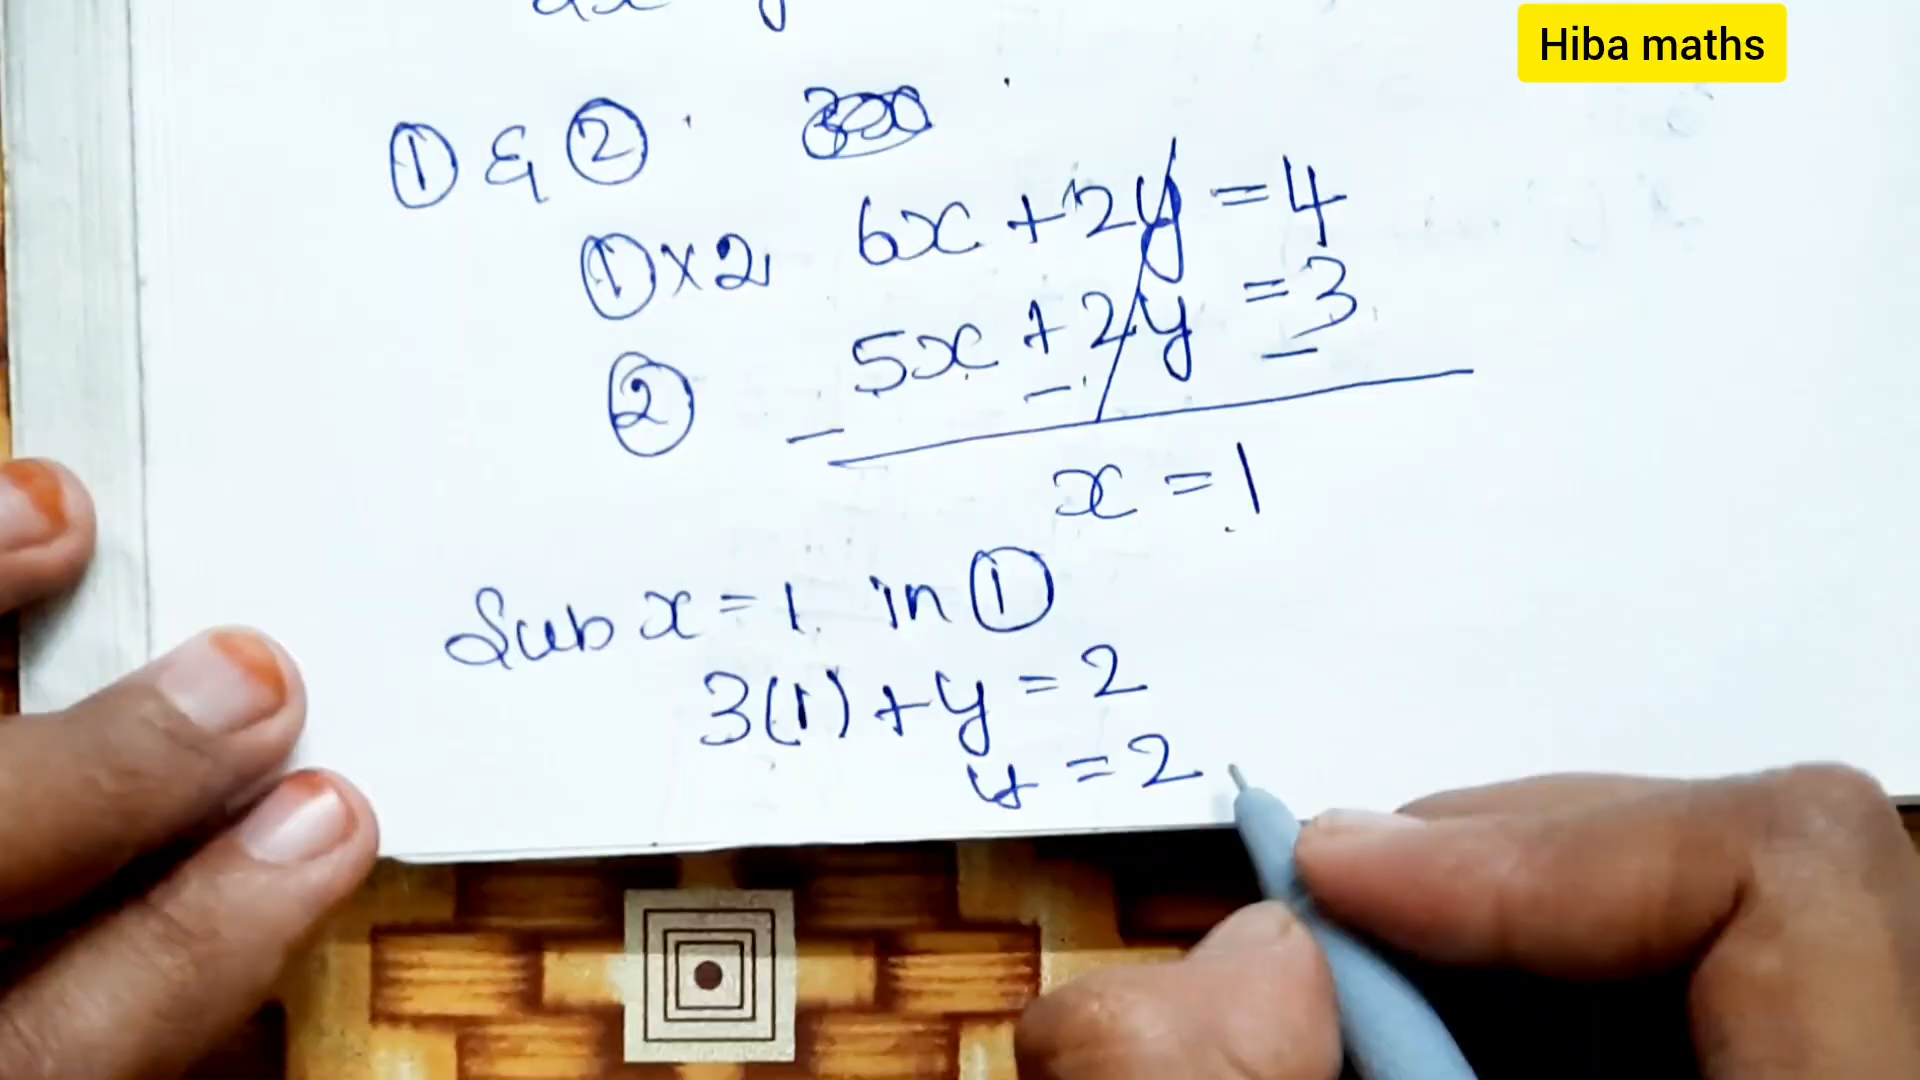 Hiba maths
① & ②
①×2 6x + 2y = 4
② 5x + 2y = 3
x = 1
Sub x = 1 in ①
3(1) + y = 2
y = 2